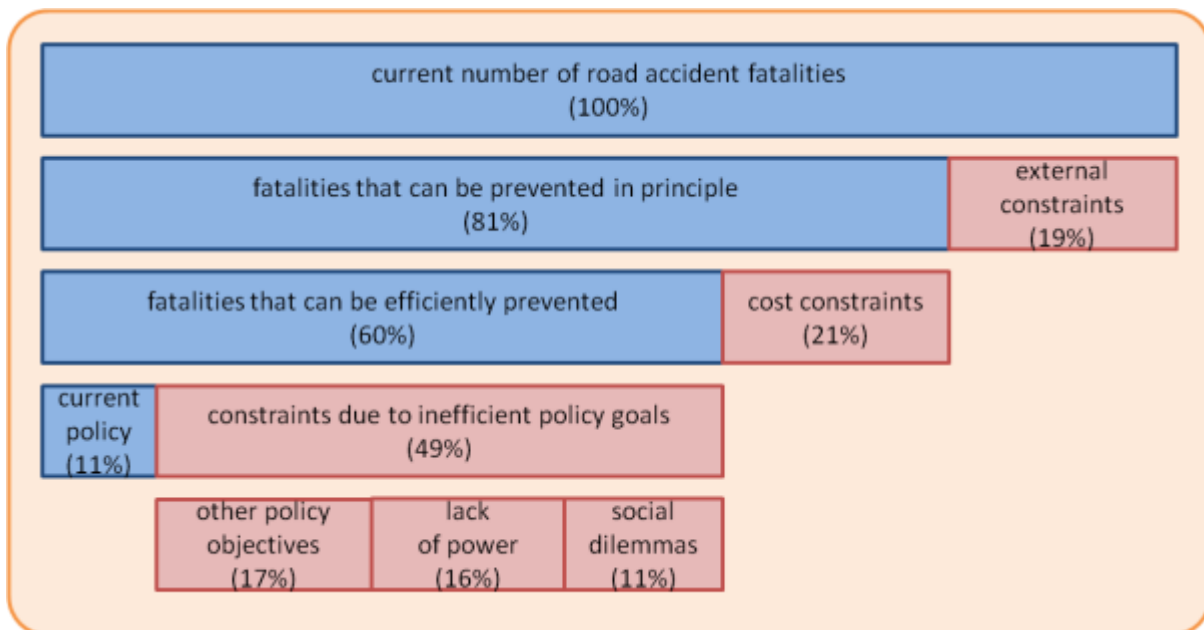 current number of road accident fatalities
(100%)
fatalities that can be prevented in principle
(81%)
external
constraints
(19%)
fatalities that can be efficiently prevented
(60%)
cost constraints
(21%)
current
policy
(11%)
constraints due to inefficient policy goals
(49%)
other policy
objectives
(17%)
lack
of power
(16%)
social
dilemmas
(11%)